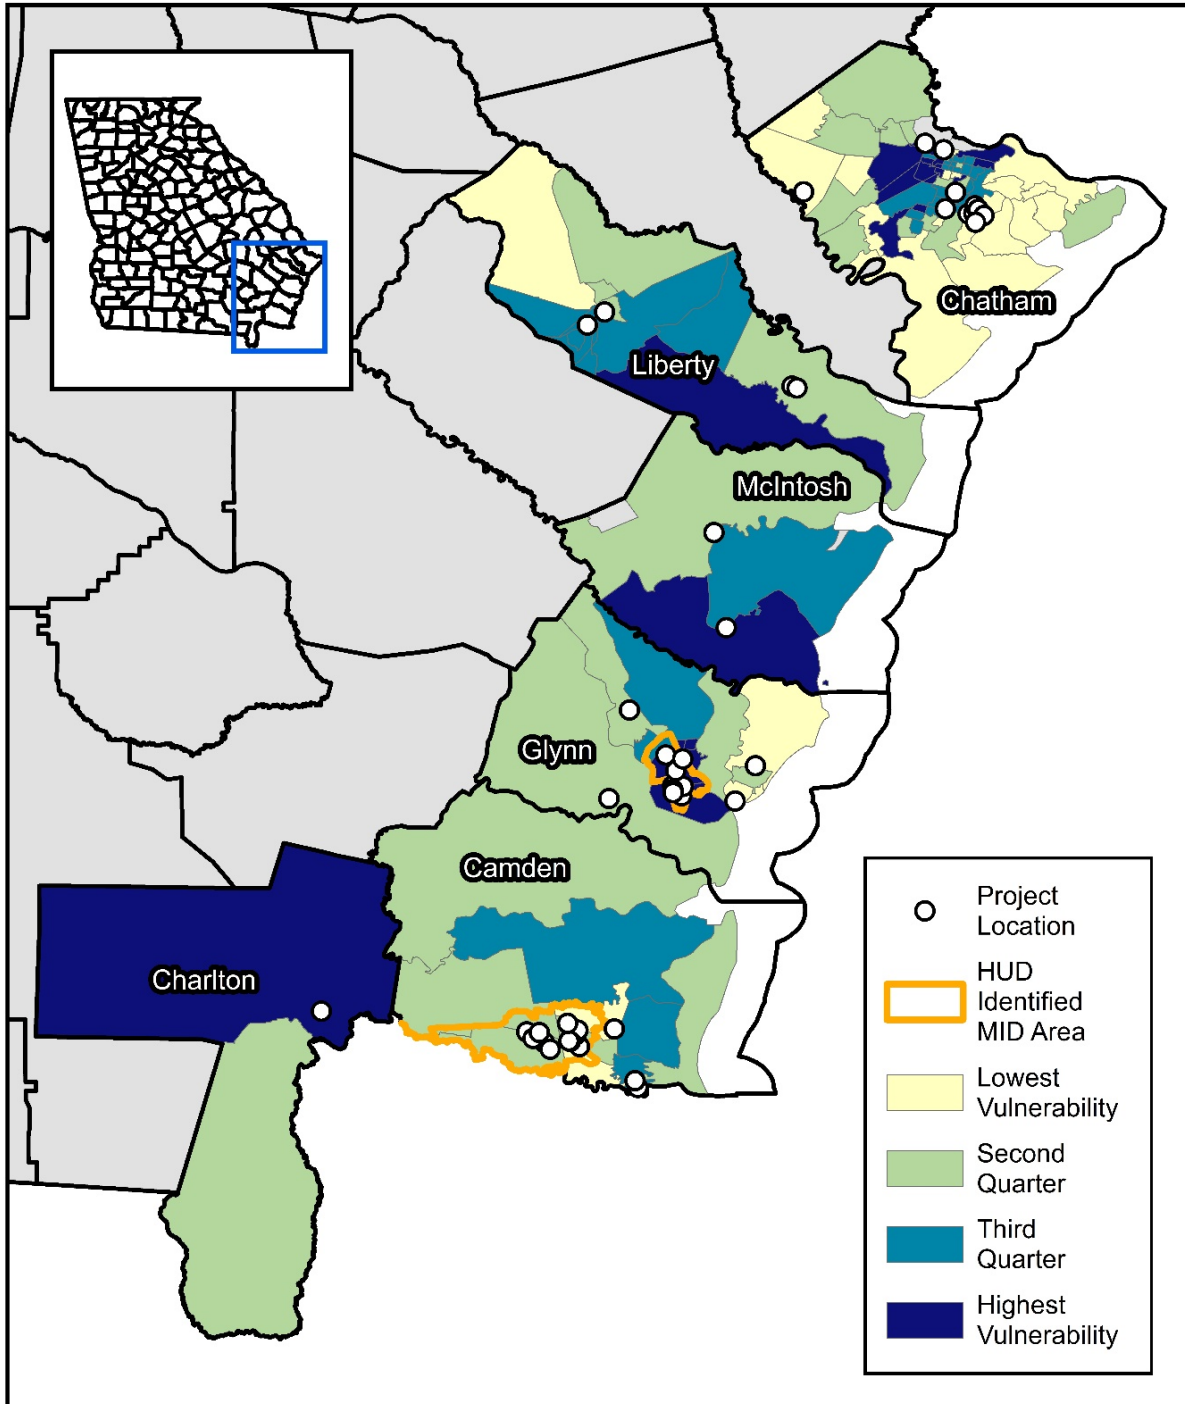 Chatham
Liberty
McIntosh
Glynn
Camden
Charlton
Project
Location
HUD
Identified
MID Area
Lowest
Vulnerability
Second
Quarter
Third
Quarter
Highest
Vulnerability